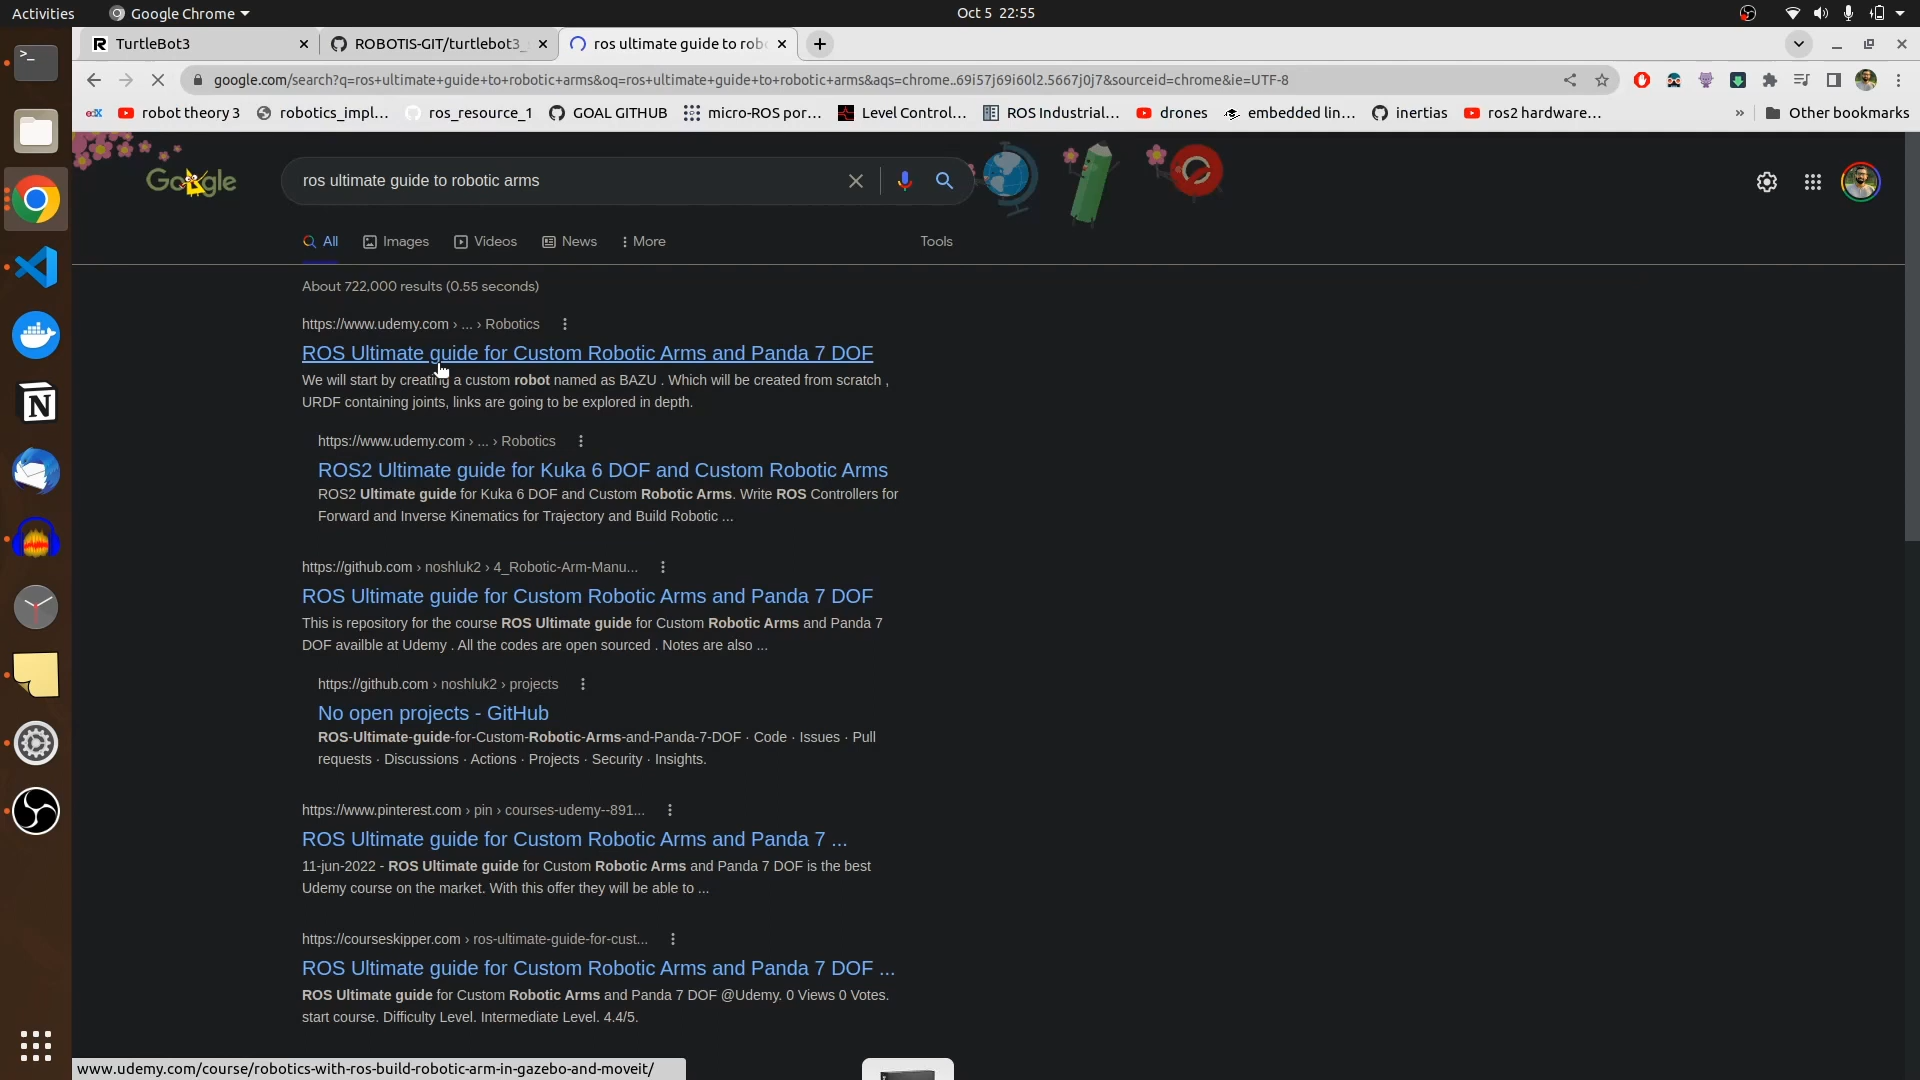 Activities
Google Chrome
Oct 5 22:55
TurtleBot3
ROBOTIS-GIT/turtlebot3_
ros ultimate guide to rob
google.com/search?q=ros+ultimate+guide+to+robotic+arms&oq=ros+ultimate+guide+to+robotic+arms&aqs=chrome..69i57j69i60l2.5667j0j7&sourceid=chrome&ie=UTF-8
robot theory 3
robotics_impl...
ros_resource_1
GOAL GITHUB
micro-ROS por...
Level Control...
ROS Industrial...
drones
embedded lin...
inertias
ros2 hardware...
»
Other bookmarks
Google
ros ultimate guide to robotic arms
All
Images
Videos
News
More
Tools
About 722,000 results (0.55 seconds)
https://www.udemy.com › ... › Robotics
ROS Ultimate guide for Custom Robotic Arms and Panda 7 DOF
We will start by creating a custom robot named as BAZU . Which will be created from scratch ,
URDF containing joints, links are going to be explored in depth.
https://www.udemy.com › ... › Robotics
ROS2 Ultimate guide for Kuka 6 DOF and Custom Robotic Arms
ROS2 Ultimate guide for Kuka 6 DOF and Custom Robotic Arms. Write ROS Controllers for
Forward and Inverse Kinematics for Trajectory and Build Robotic ...
https://github.com › noshluk2 › 4_Robotic-Arm-Manu...
ROS Ultimate guide for Custom Robotic Arms and Panda 7 DOF
This is repository for the course ROS Ultimate guide for Custom Robotic Arms and Panda 7
DOF availble at Udemy . All the codes are open sourced . Notes are also ...
https://github.com › noshluk2 › projects
No open projects - GitHub
ROS-Ultimate-guide-for-Custom-Robotic-Arms-and-Panda-7-DOF · Code · Issues · Pull
requests · Discussions · Actions · Projects · Security · Insights.
https://www.pinterest.com › pin › courses-udemy--891...
ROS Ultimate guide for Custom Robotic Arms and Panda 7 ...
11-jun-2022 - ROS Ultimate guide for Custom Robotic Arms and Panda 7 DOF is the best
Udemy course on the market. With this offer they will be able to ...
https://courseskipper.com › ros-ultimate-guide-for-cust...
ROS Ultimate guide for Custom Robotic Arms and Panda 7 DOF ...
ROS Ultimate guide for Custom Robotic Arms and Panda 7 DOF @Udemy. 0 Views 0 Votes.
start course. Difficulty Level. Intermediate Level. 4.4/5.
www.udemy.com/course/robotics-with-ros-build-robotic-arm-in-gazebo-and-moveit/